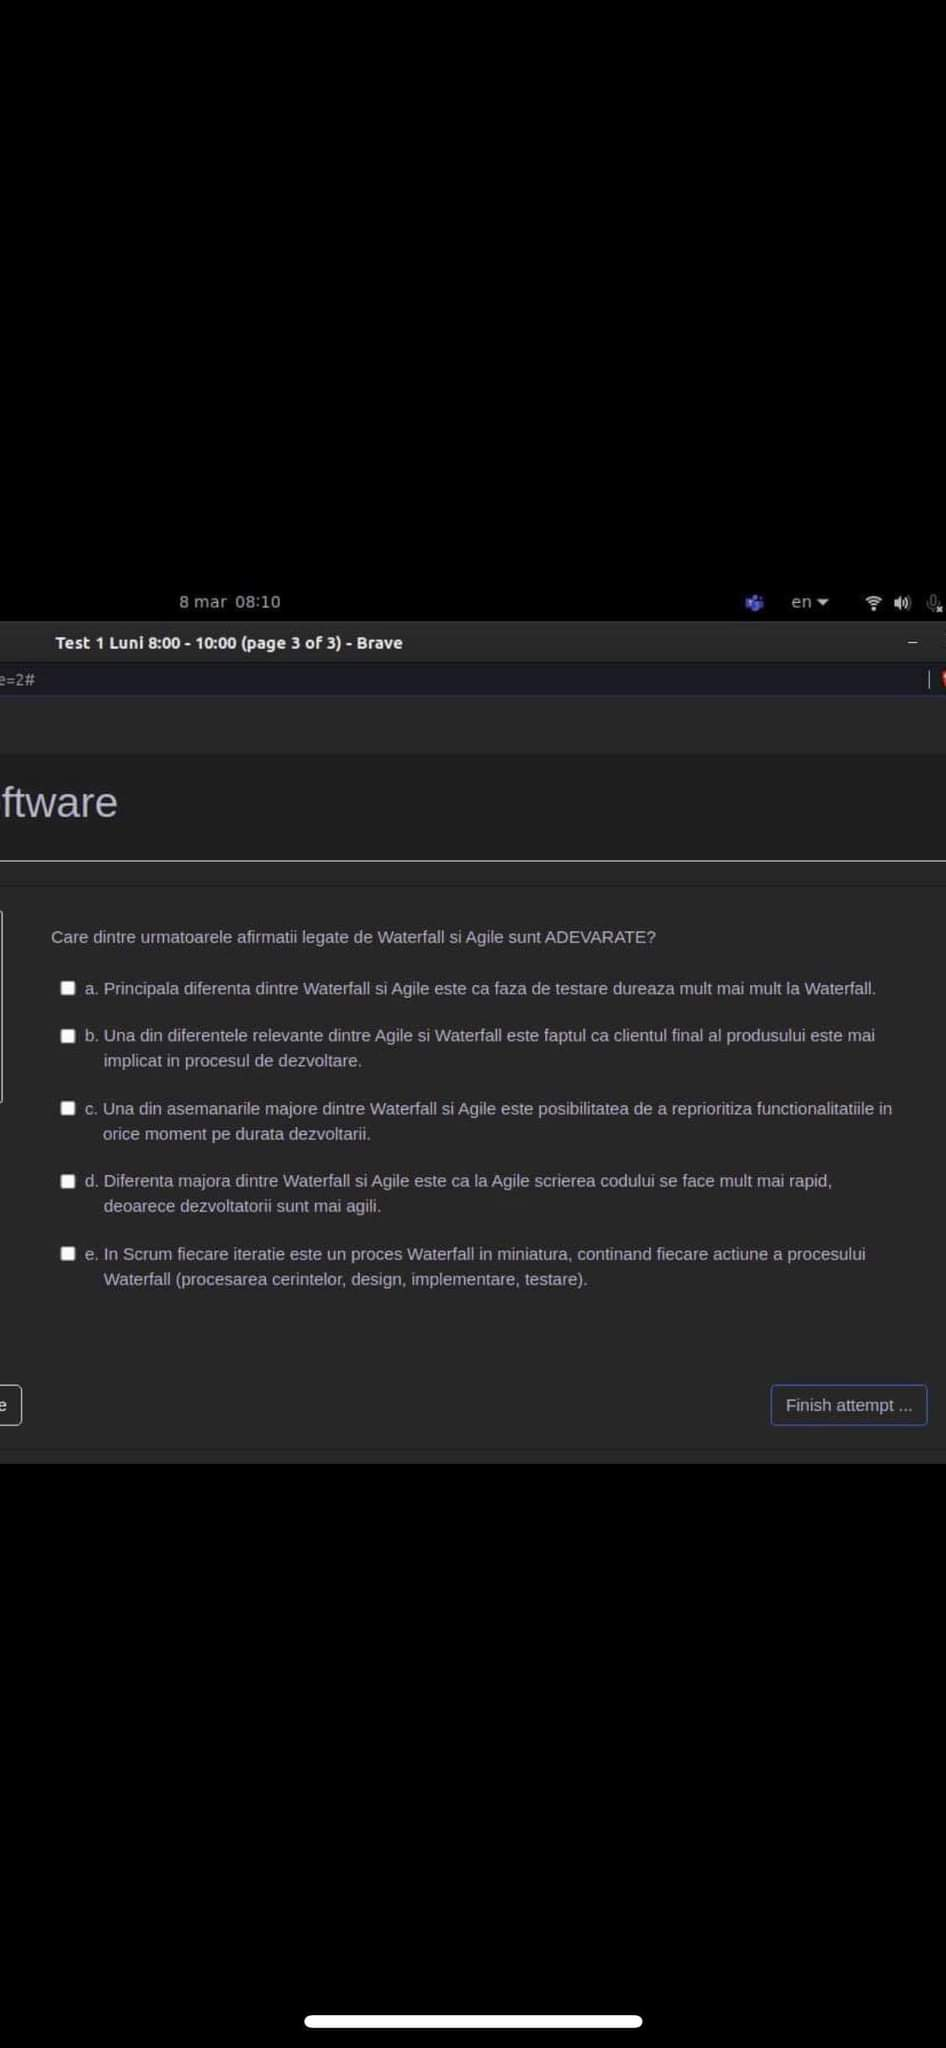 8 mar 08:10
en
Test 1 Luni 8:00 - 10:00 (page 3 of 3) - Brave
e=2#
ftware
Care dintre urmatoarele afirmatii legate de Waterfall si Agile sunt ADEVARATE?
a. Principala diferenta dintre Waterfall si Agile este ca faza de testare dureaza mult mai mult la Waterfall.
b. Una din diferentele relevante dintre Agile si Waterfall este faptul ca clientul final al produsului este mai
implicat in procesul de dezvoltare.
c. Una din asemanarile majore dintre Waterfall si Agile este posibilitatea de a reprioritiza functionalitatiile in
orice moment pe durata dezvoltarii.
d. Diferenta majora dintre Waterfall si Agile este ca la Agile scrierea codului se face mult mai rapid,
deoarece dezvoltatorii sunt mai agili.
e. In Scrum fiecare iteratie este un proces Waterfall in miniatura, continand fiecare actiune a procesului
Waterfall (procesarea cerintelor, design, implementare, testare).
e
Finish attempt ...